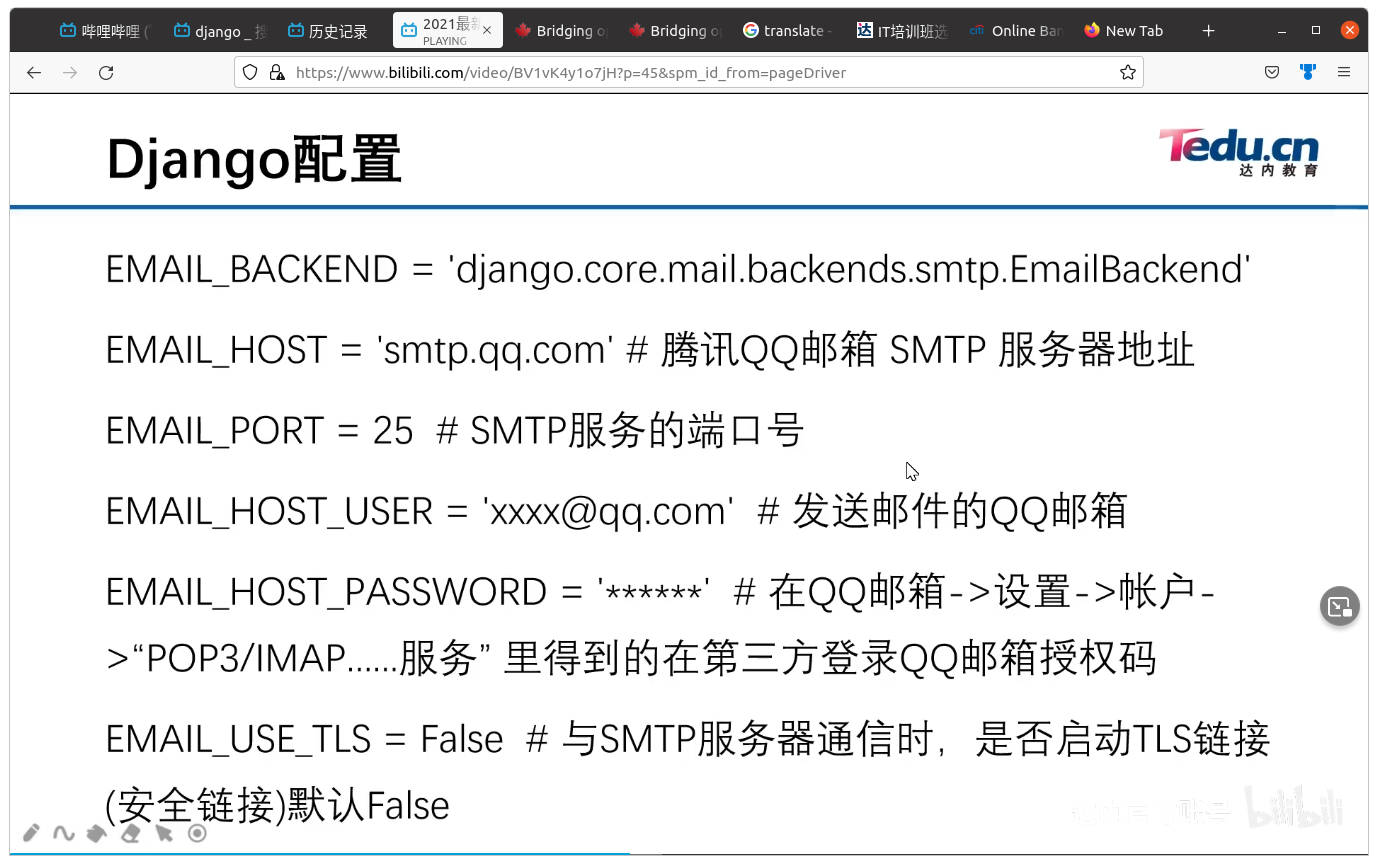 哔哩哔哩 (
django _ 搜
历史记录
2021最新
PLAYING
Bridging o
Bridging o
translate -
IT培训班选
Online Ban
New Tab
https://www.bilibili.com/video/BV1vK4y1o7jH?p=45&spm_id_from=pageDriver
Django配置
Tedu.cn
达内教育
EMAIL_BACKEND = 'django.core.mail.backends.smtp.EmailBackend'
EMAIL_HOST = 'smtp.qq.com' # 腾讯QQ邮箱 SMTP 服务器地址
EMAIL_PORT = 25 # SMTP服务的端口号
EMAIL_HOST_USER = 'xxxx@qq.com' # 发送邮件的QQ邮箱
EMAIL_HOST_PASSWORD = '******' # 在QQ邮箱->设置->帐户-
>“POP3/IMAP......服务” 里得到的在第三方登录QQ邮箱授权码
EMAIL_USE_TLS = False # 与SMTP服务器通信时，是否启动TLS链接
(安全链接)默认False
bilibili